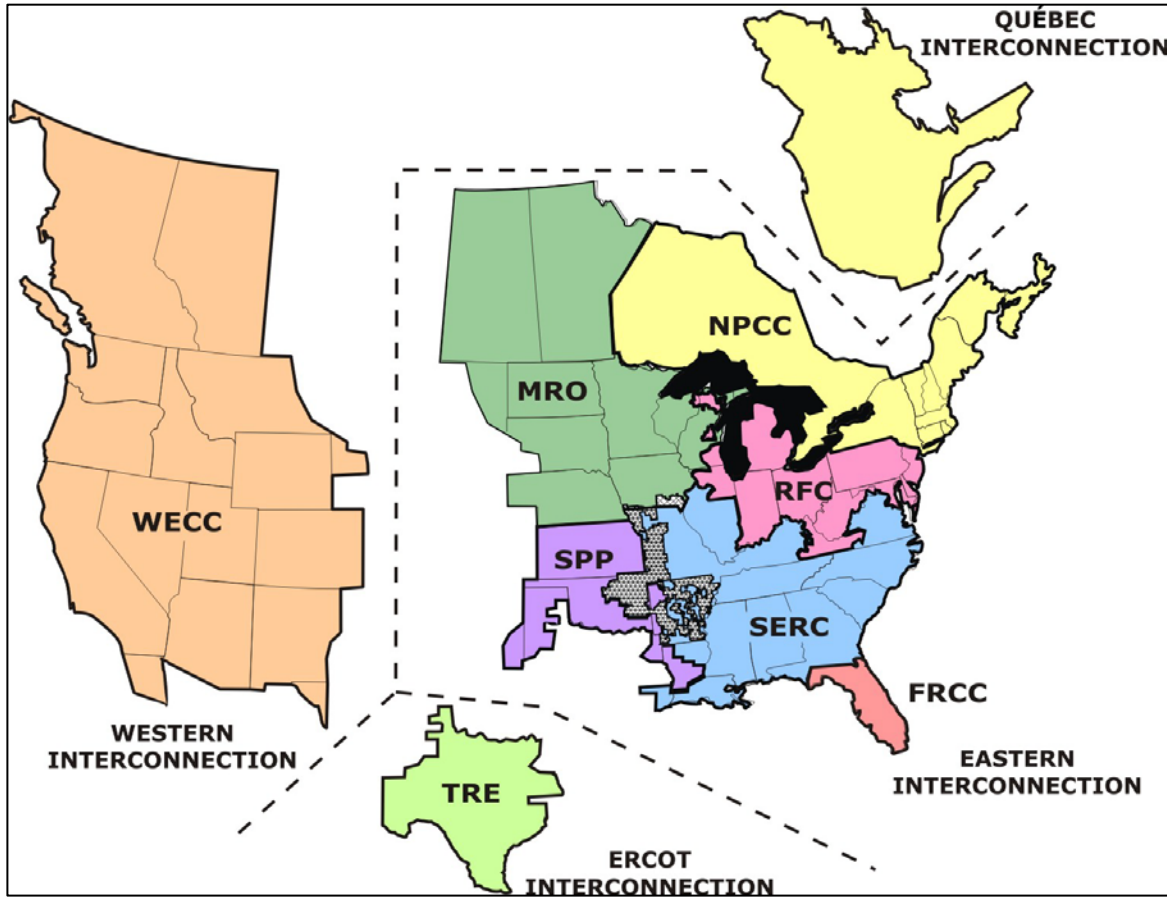 QUÉBEC
INTERCONNECTION
NPCC
MRO
RFC
WECC
SPP
SERC
FRCC
WESTERN
INTERCONNECTION
EASTERN
INTERCONNECTION
TRE
ERCOT
INTERCONNECTION